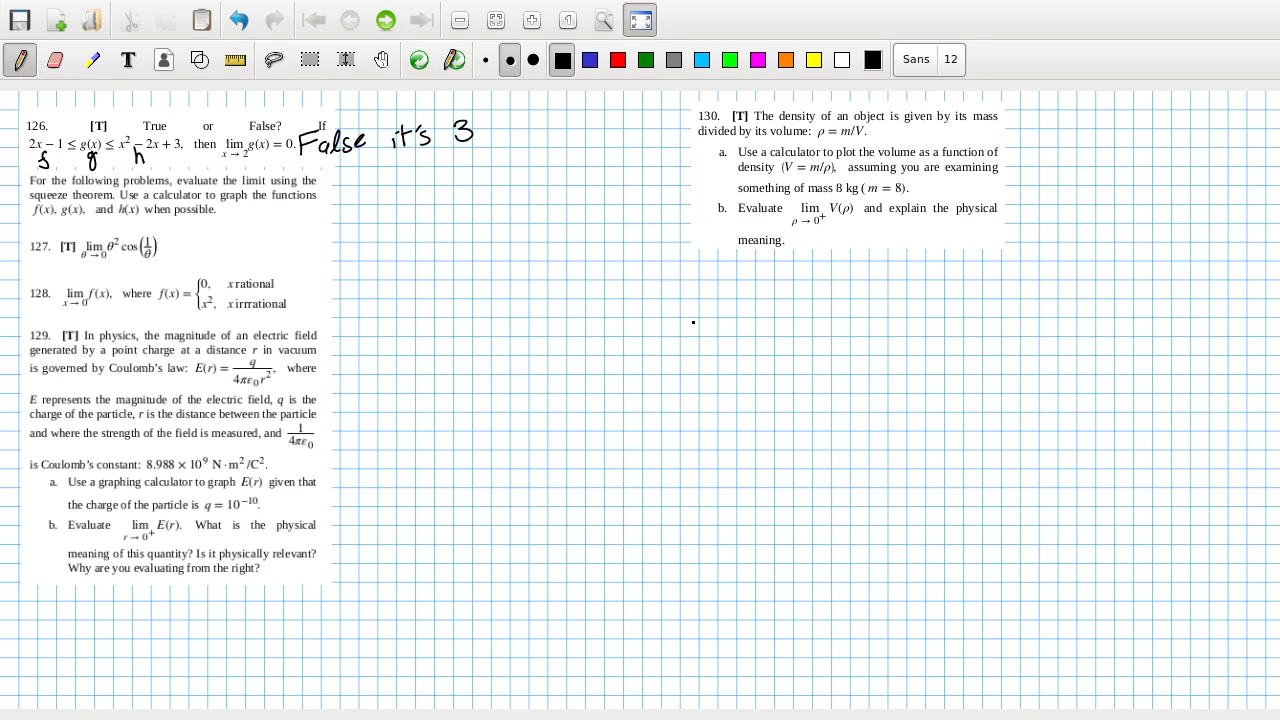 Sans 12
126. [T] True or False? If
2x − 1 ≤ g(x) ≤ x² − 2x + 3, then lim x→2 g(x) = 0. False it's 3
f g h
For the following problems, evaluate the limit using the
squeeze theorem. Use a calculator to graph the functions
f(x), g(x), and h(x) when possible.
127. [T] lim θ→0 θ² cos(1/θ)
128. lim x→0 f(x), where f(x) = {0, x rational
x², x irrrational
129. [T] In physics, the magnitude of an electric field
generated by a point charge at a distance r in vacuum
is governed by Coulomb's law: E(r) = q/(4πε₀r²), where
E represents the magnitude of the electric field, q is the
charge of the particle, r is the distance between the particle
and where the strength of the field is measured, and 1/(4πε₀)
is Coulomb's constant: 8.988 × 10⁹ N·m²/C².
a. Use a graphing calculator to graph E(r) given that
the charge of the particle is q = 10⁻¹⁰.
b. Evaluate lim r→0⁺ E(r). What is the physical
meaning of this quantity? Is it physically relevant?
Why are you evaluating from the right?
130. [T] The density of an object is given by its mass
divided by its volume: ρ = m/V.
a. Use a calculator to plot the volume as a function of
density (V = m/ρ), assuming you are examining
something of mass 8 kg (m = 8).
b. Evaluate lim ρ→0⁺ V(ρ) and explain the physical
meaning.